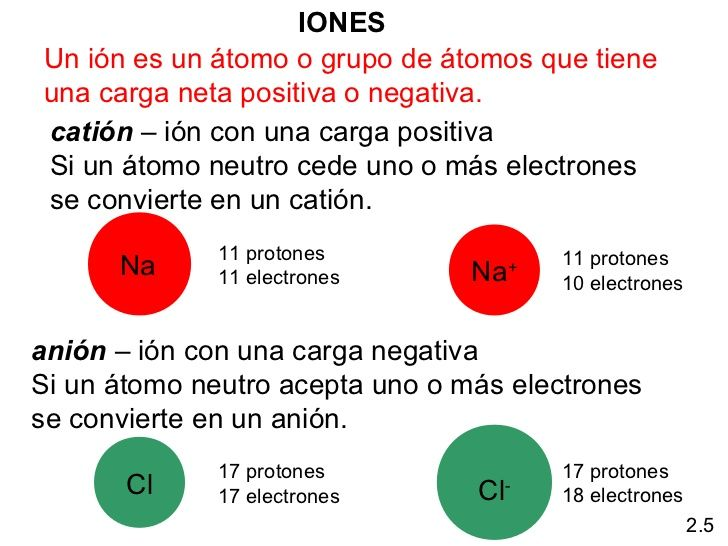 IONES
Un ión es un átomo o grupo de átomos que tiene
una carga neta positiva o negativa.
catión – ión con una carga positiva
Si un átomo neutro cede uno o más electrones
se convierte en un catión.
Na
11 protones
11 electrones
Na⁺
11 protones
10 electrones
anión – ión con una carga negativa
Si un átomo neutro acepta uno o más electrones
se convierte en un anión.
Cl
17 protones
17 electrones
Cl⁻
17 protones
18 electrones
2.5